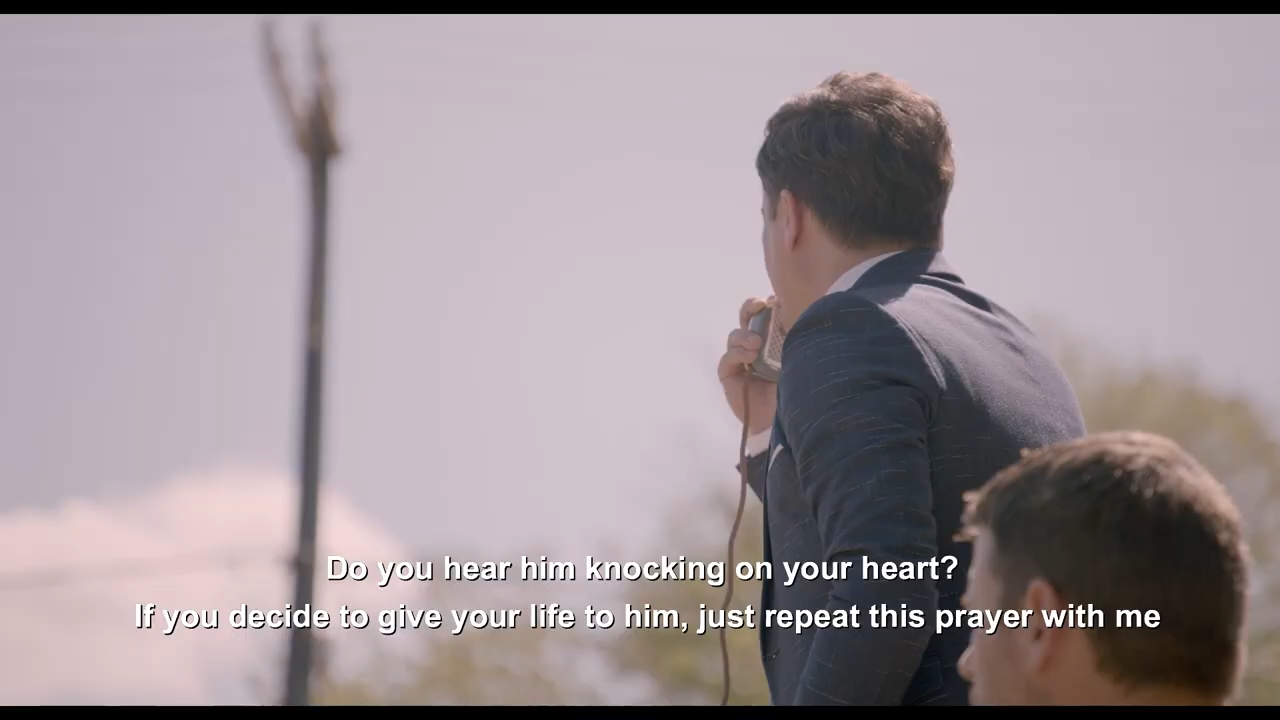 Do you hear him knocking on your heart?
If you decide to give your life to him, just repeat this prayer with me